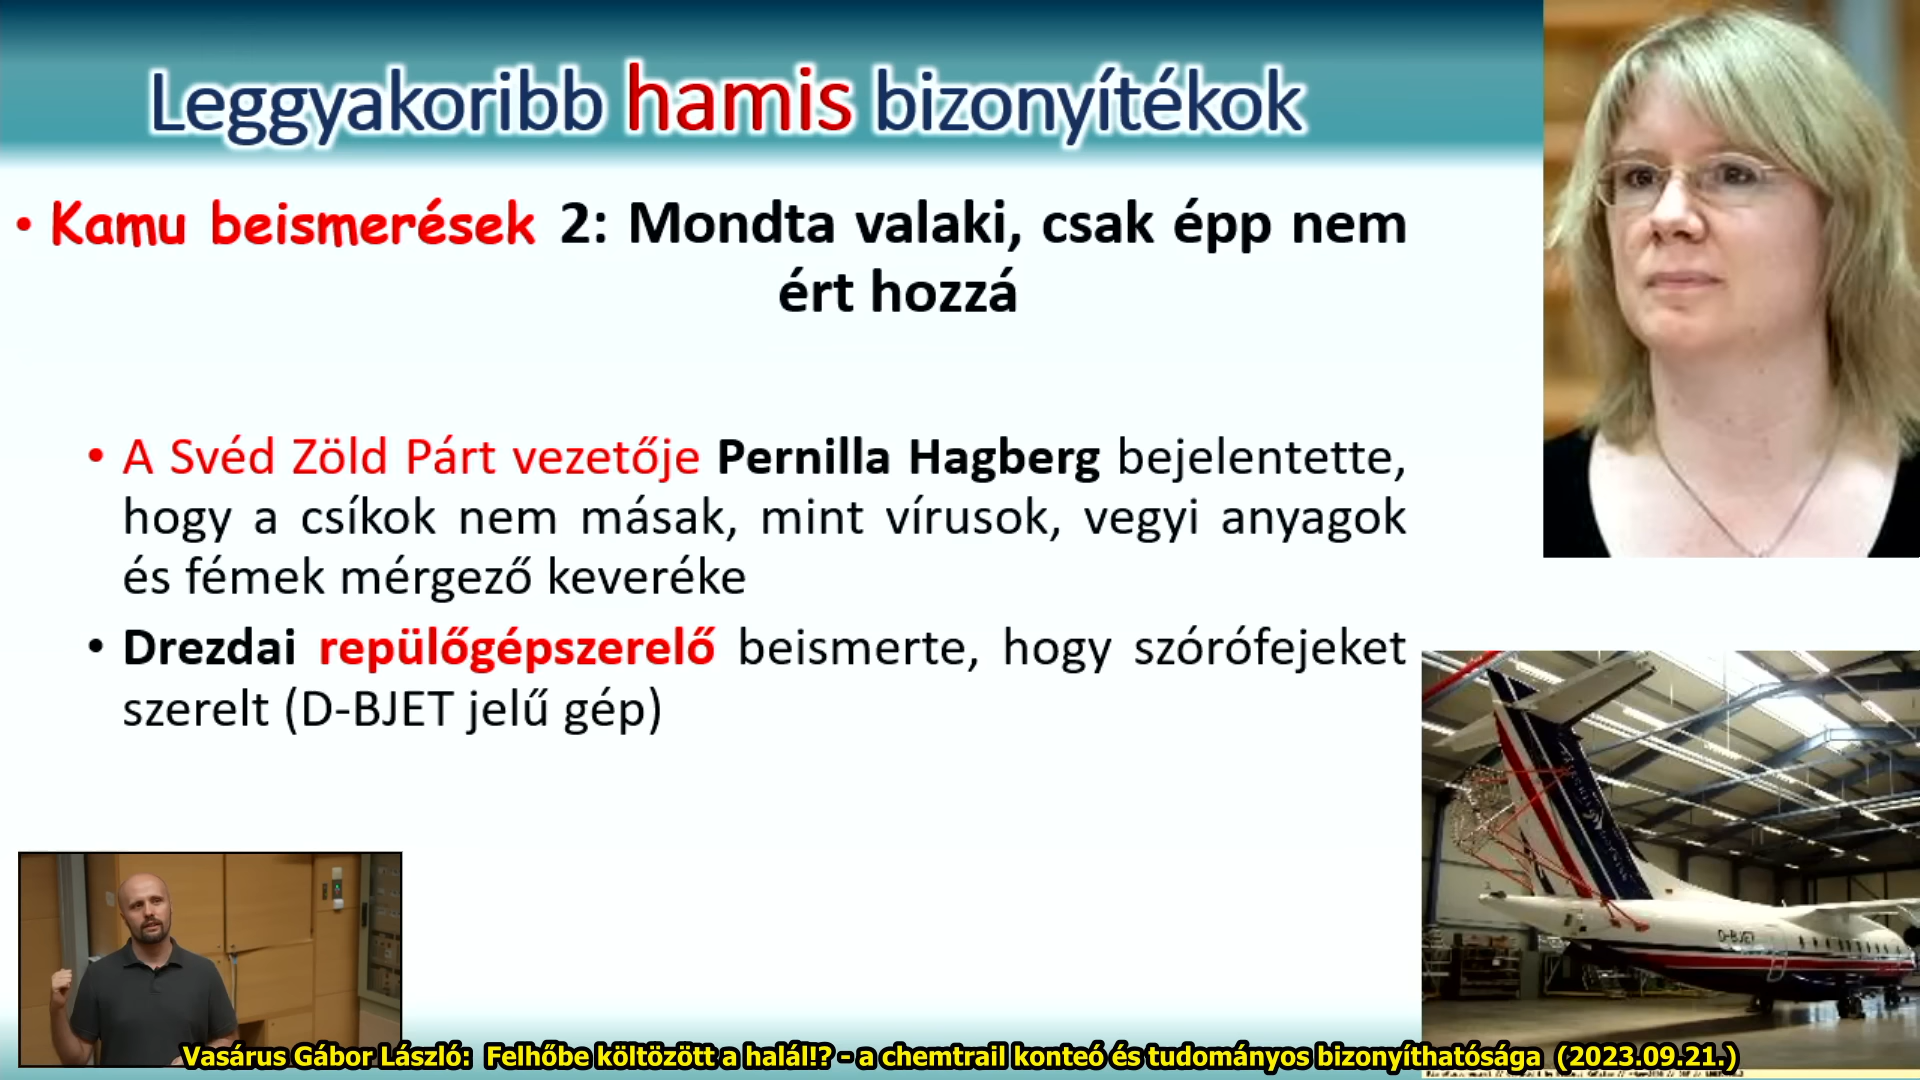 Leggyakoribb hamis bizonyítékok
• Kamu beismerések 2: Mondta valaki, csak épp nem
ért hozzá
• A Svéd Zöld Párt vezetője Pernilla Hagberg bejelentette,
hogy a csíkok nem másak, mint vírusok, vegyi anyagok
és fémek mérgező keveréke
• Drezdai repülőgépszerelő beismerte, hogy szórófejeket
szerelt (D-BJET jelű gép)
D-BJET
Vasárus Gábor László: Felhőbe költözött a halál!? - a chemtrail konteó és tudományos bizonyíthatósága (2023.09.21.)